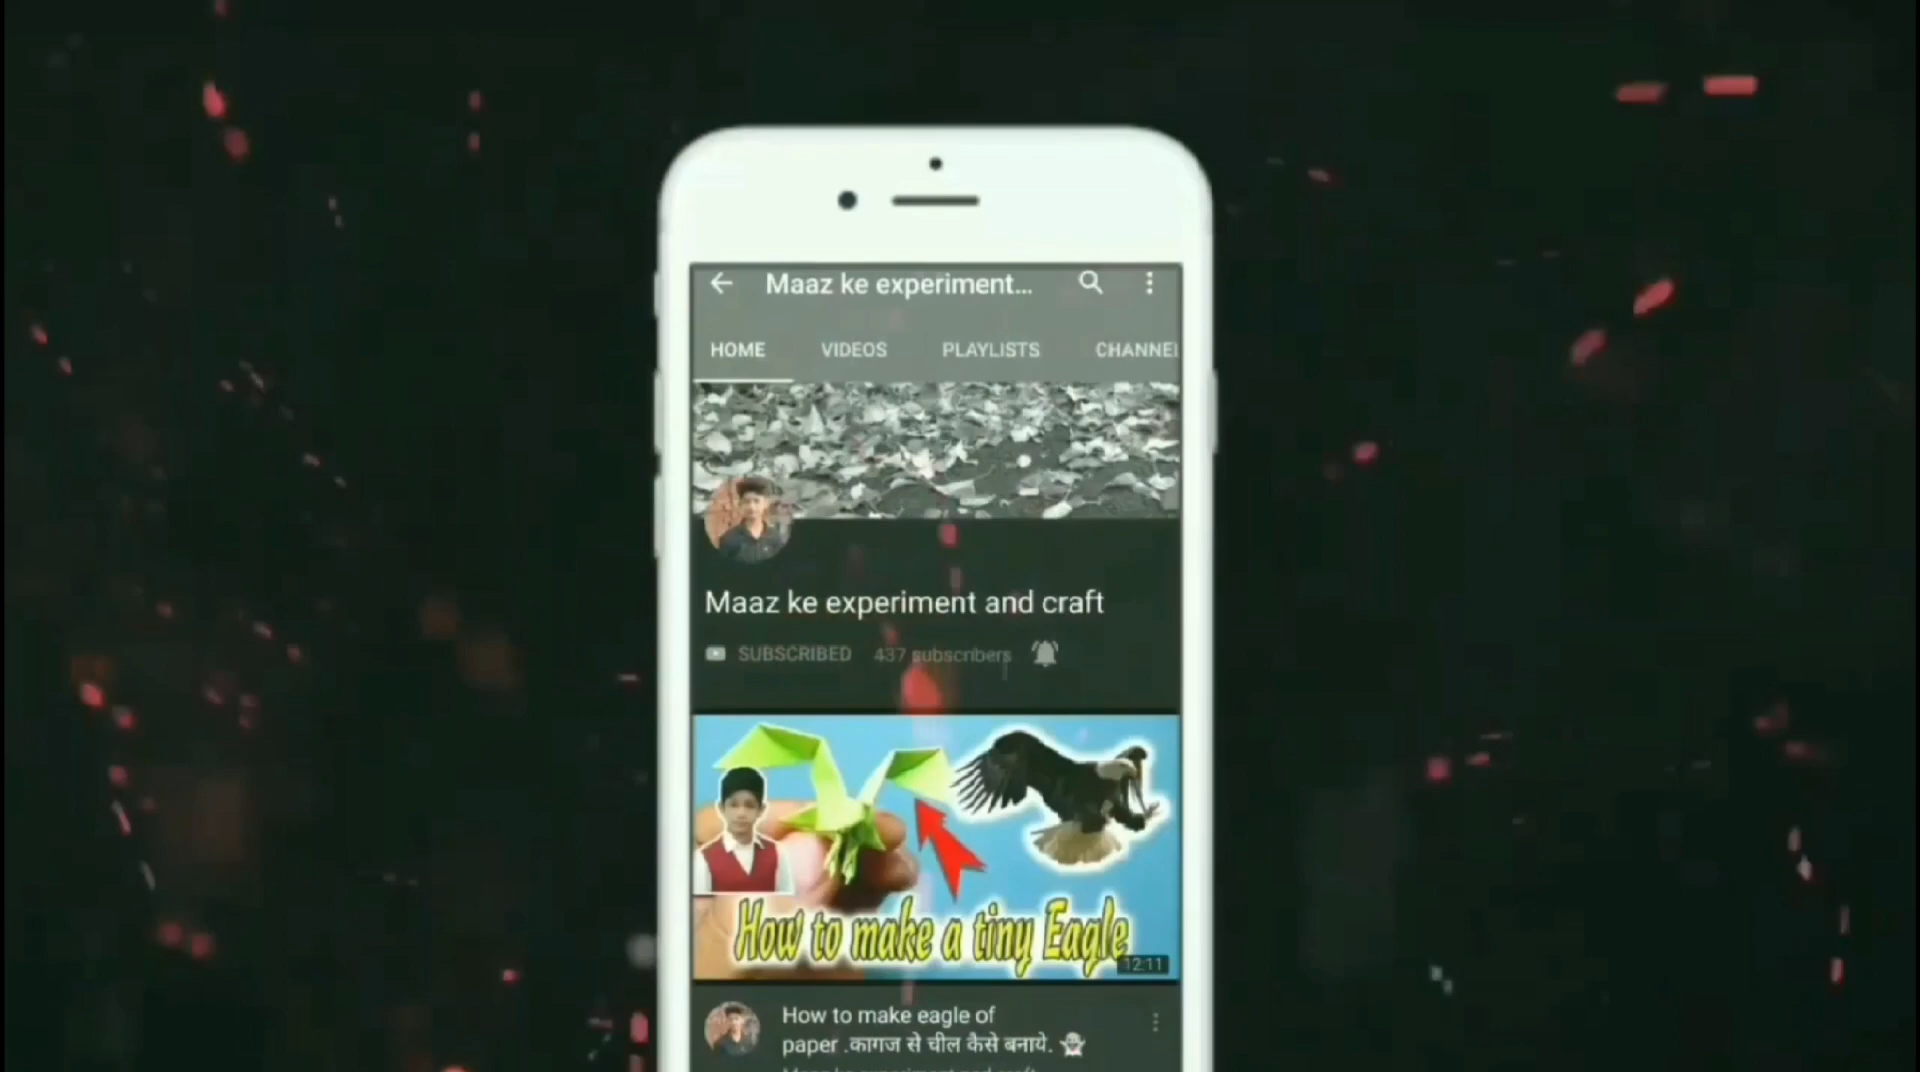 Maaz ke experiment...
HOME VIDEOS PLAYLISTS CHANNEL
Maaz ke experiment and craft
SUBSCRIBED 437 subscribers
How to make a tiny Eagle
12:11
How to make eagle of
paper .कागज से चील कैसे बनाये. 👻